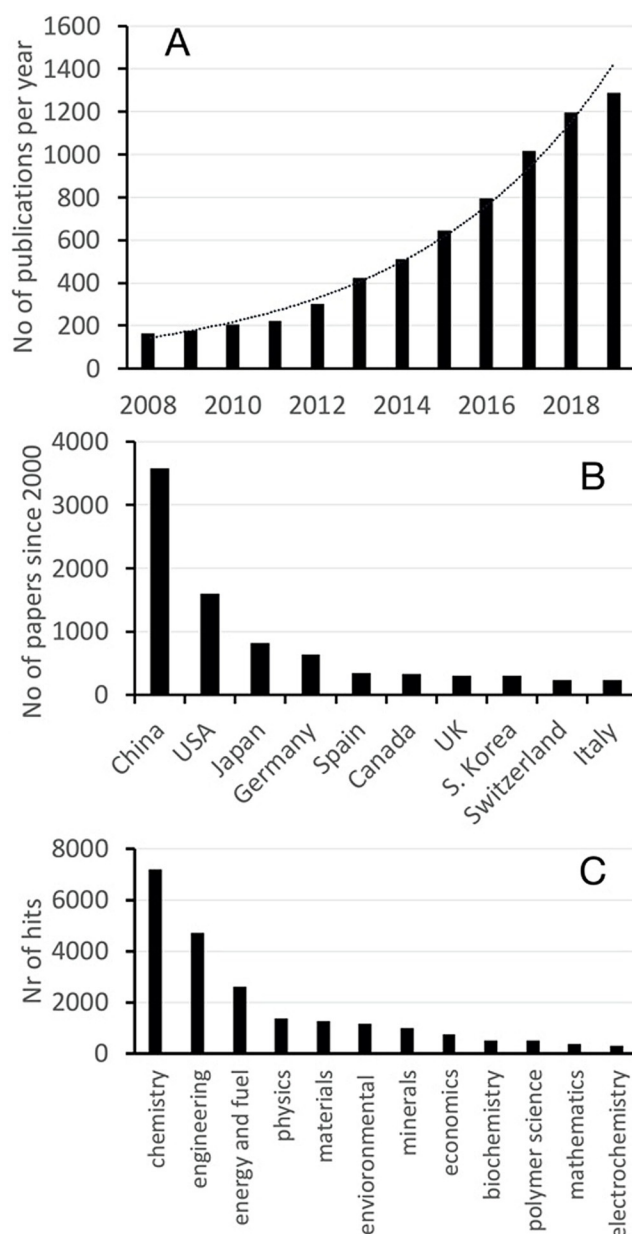 A
No of publications per year
1600
1400
1200
1000
800
600
400
200
0
2008 2010 2012 2014 2016 2018
B
No of papers since 2000
4000
3000
2000
1000
0
China USA Japan Germany Spain Canada UK S. Korea Switzerland Italy
C
Nr of hits
8000
6000
4000
2000
0
chemistry engineering energy and fuel physics materials envioronmental minerals economics biochemistry polymer science mathematics electrochemistry